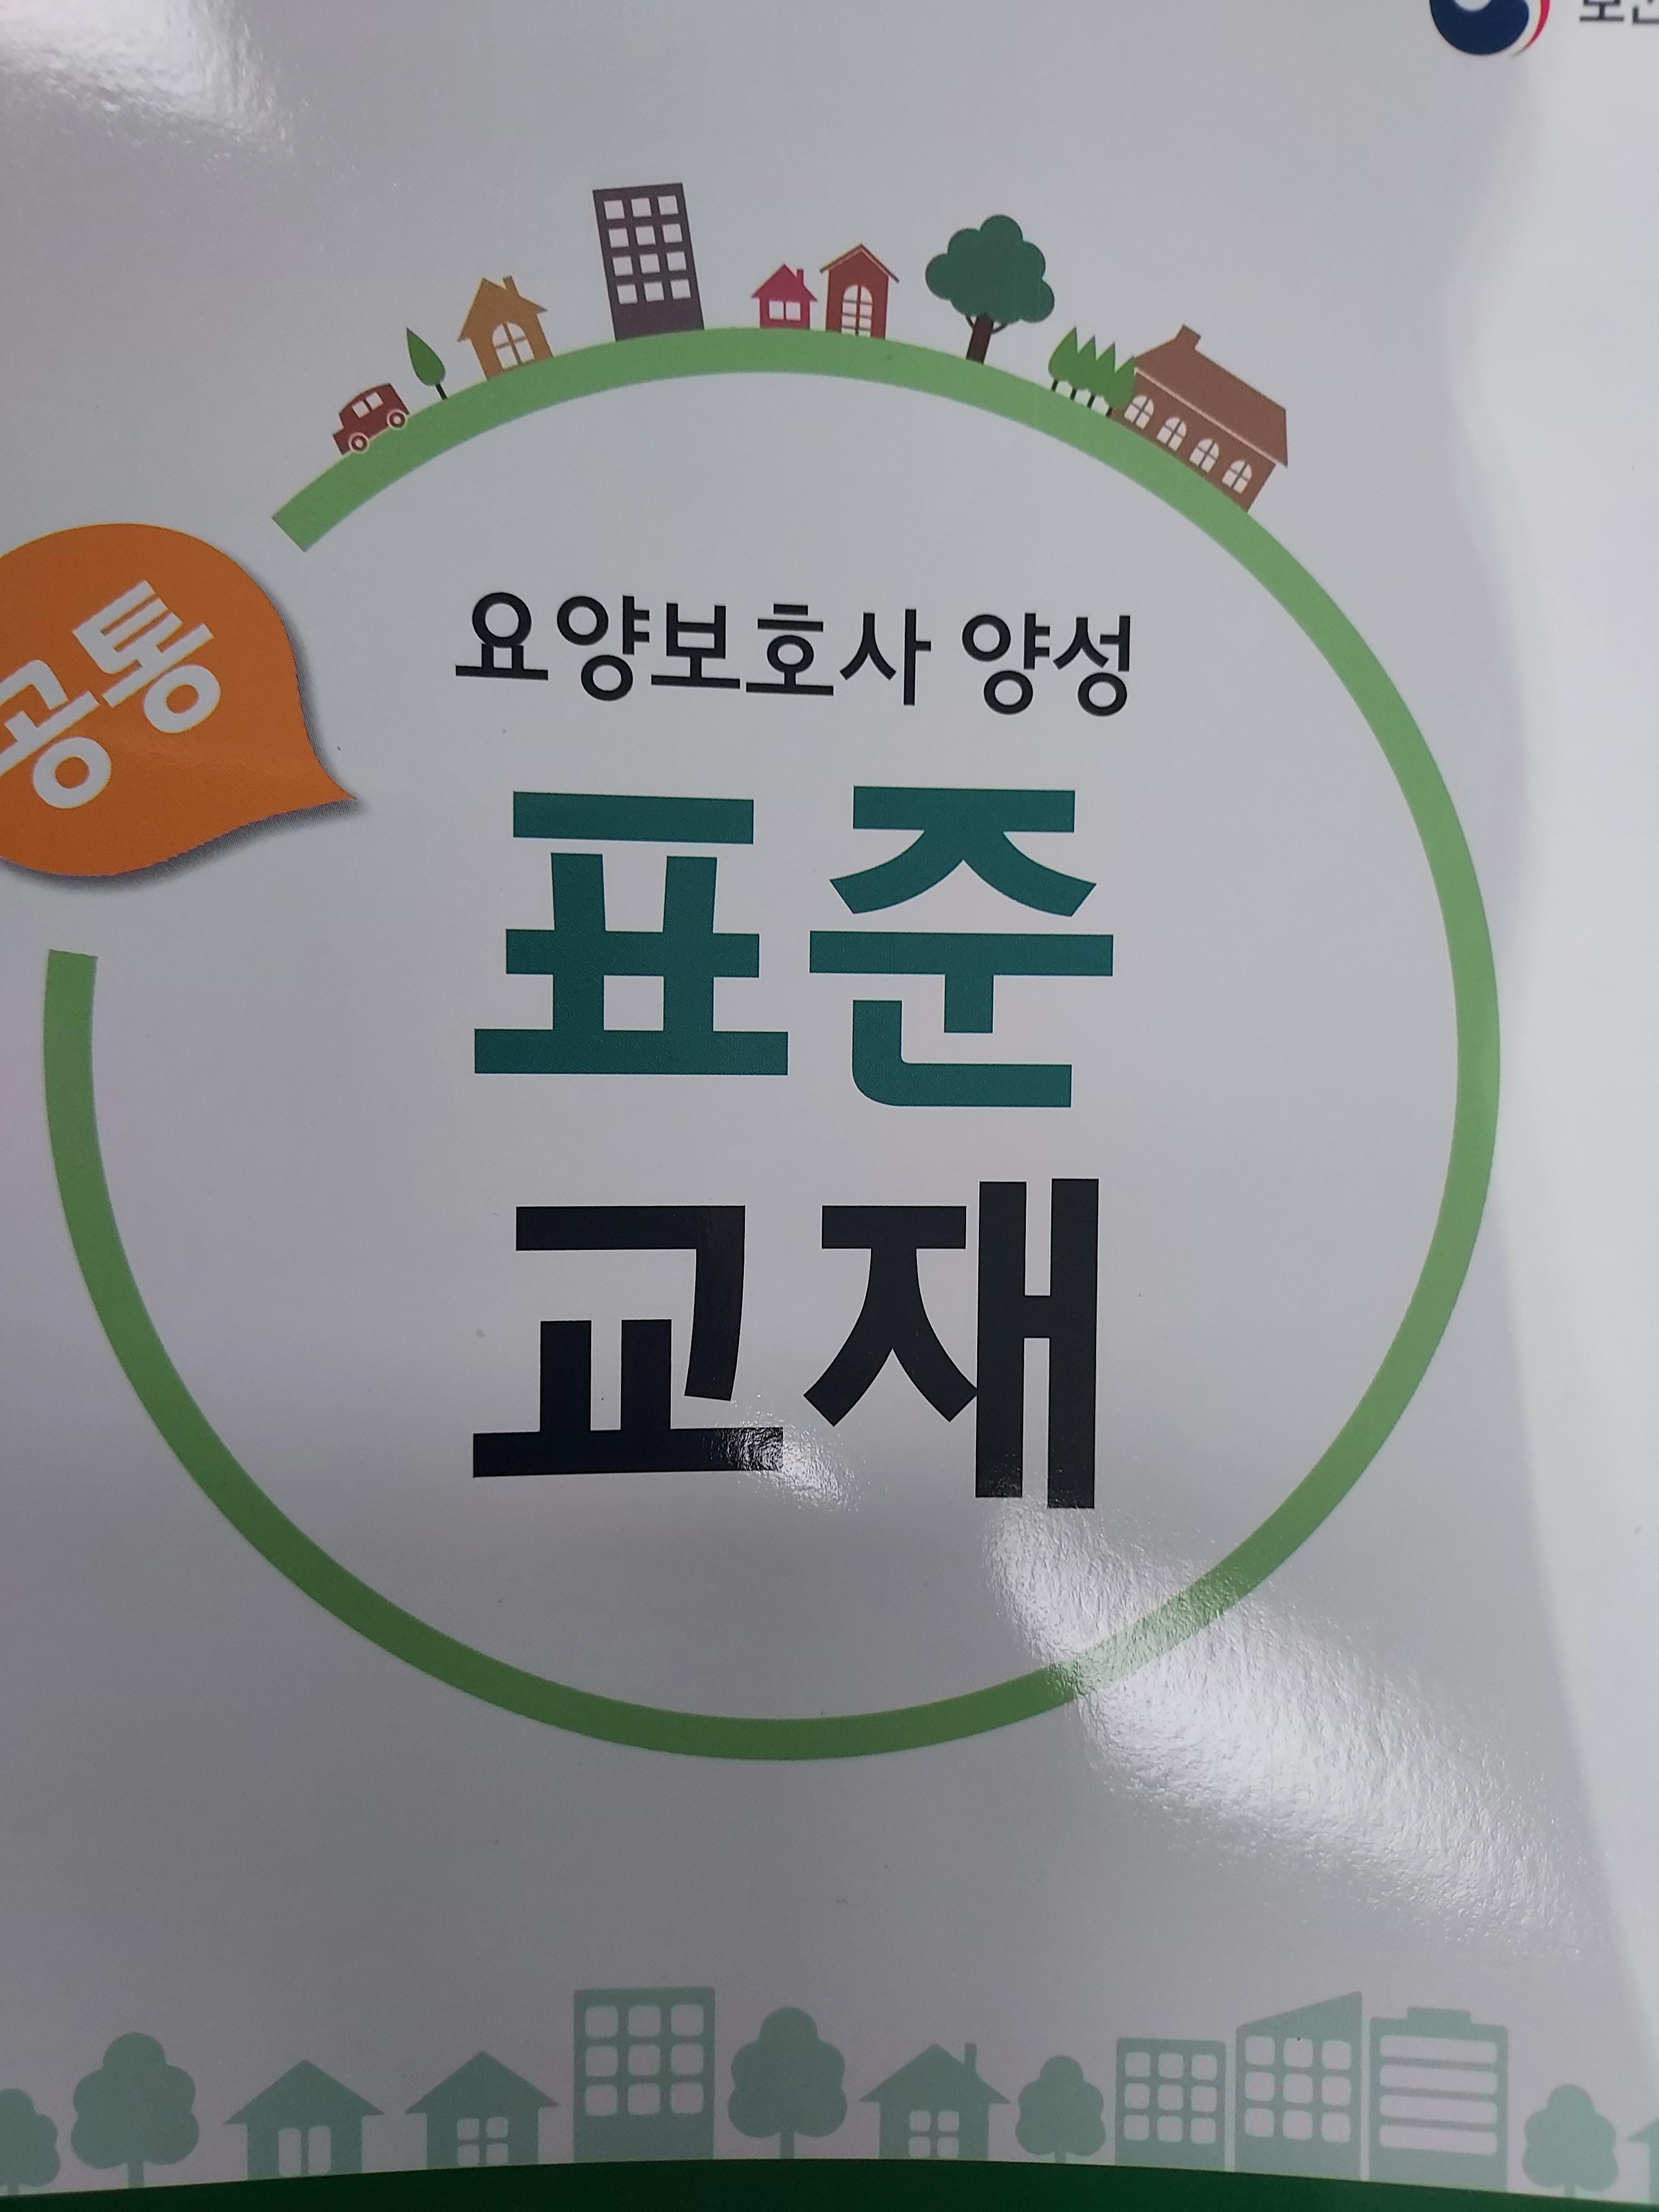 공통
요양보호사 양성
표준
교재